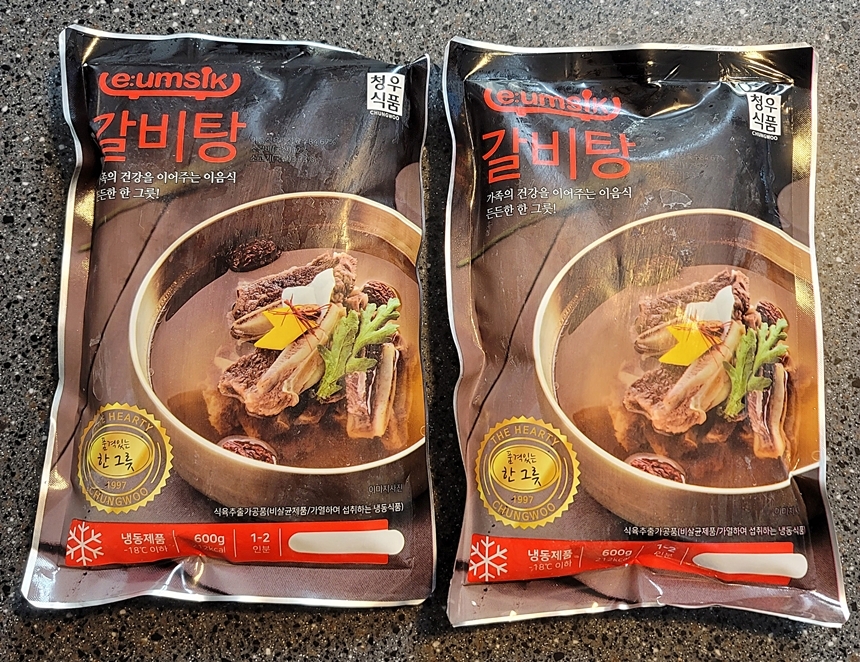 e:umsik
청우
식품
CHUNGWOO
갈비탕
족의 건강을 이어주는 이음식
든든한 한 그릇!
THE HEARTY
품격있는
한 그릇
1997
CHUNGWOO
이미지사진
식육추출가공품(비살균제품/가열하여 섭취하는 냉동식품)
냉동제품
-18℃ 이하
600g
1-2
인분
e:umsik
청우
식품
CHUNGWOO
갈비탕
가족의 건강을 이어주는 이음식
든든한 한 그릇!
THE HEARTY
품격있는
한 그릇
1997
CHUNGWOO
식육추출가공품(비살균제품/가열하여 섭취하는 냉동식품
냉동제품
-18℃ 이하
600g
1-2
인분